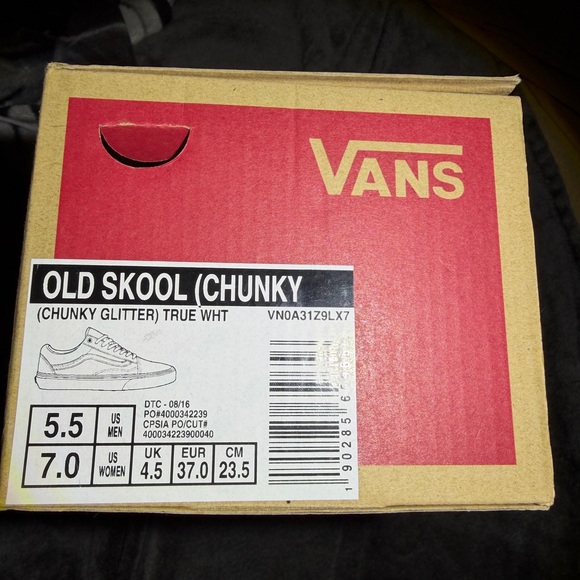 VANS
OLD SKOOL (CHUNKY
(CHUNKY GLITTER) TRUE WHT VN0A31Z9LX7
DTC - 08/16
PO#4000342239
CPSIA PO/CUT#
400034223900040
5.5 US MEN
7.0 US WOMEN
UK 4.5
EUR 37.0
CM 23.5